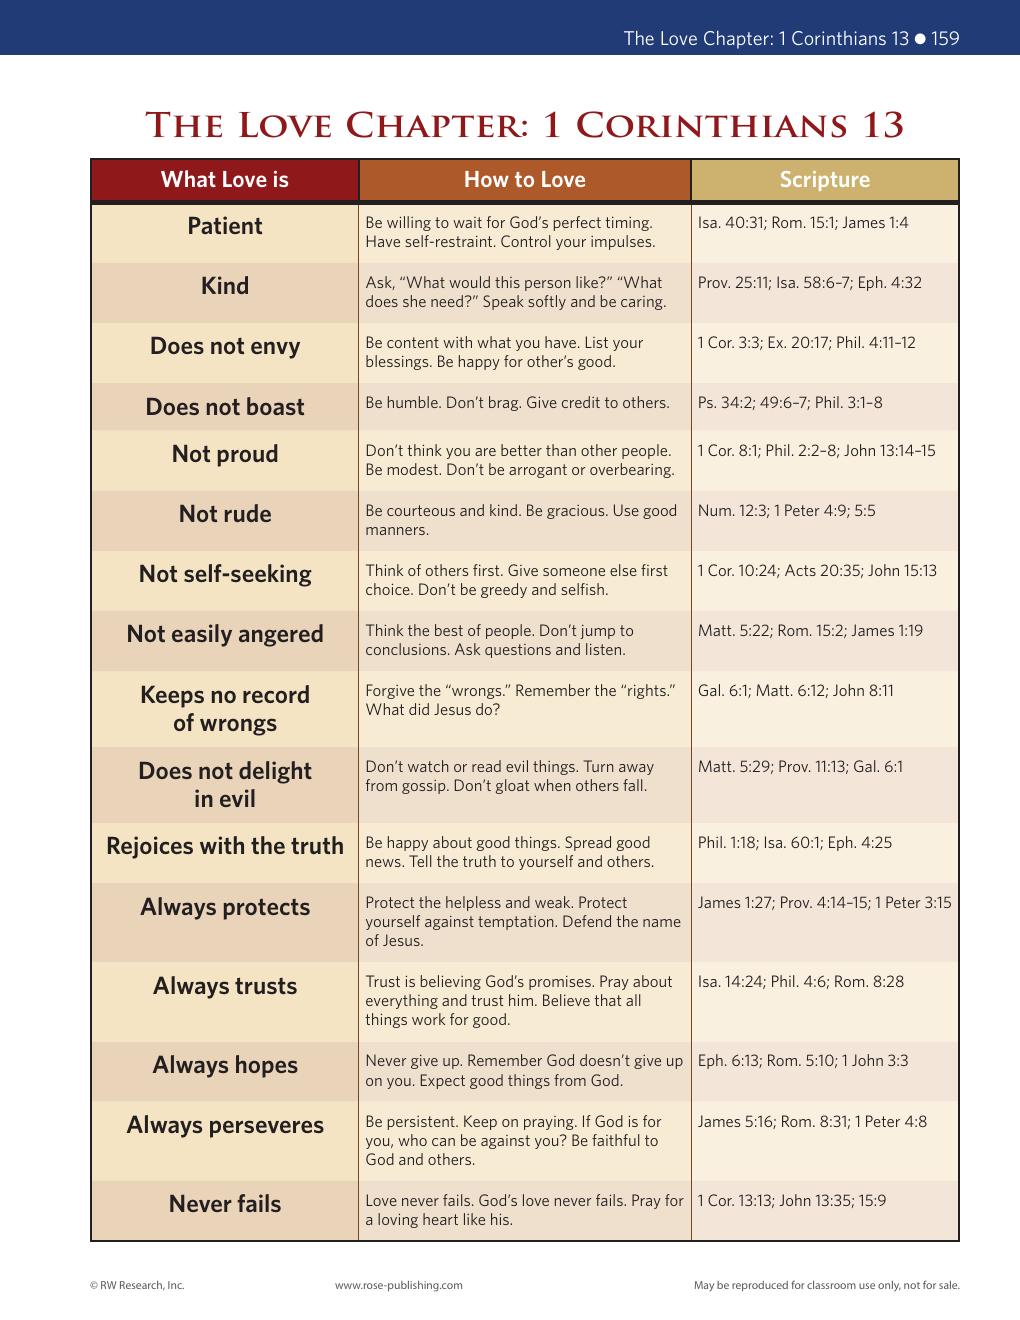 The Love Chapter: 1 Corinthians 13 ● 159
The Love Chapter: 1 Corinthians 13
What Love is
How to Love
Scripture
Patient
Be willing to wait for God’s perfect timing.
Have self-restraint. Control your impulses.
Isa. 40:31; Rom. 15:1; James 1:4
Kind
Ask, “What would this person like?” “What
does she need?” Speak softly and be caring.
Prov. 25:11; Isa. 58:6–7; Eph. 4:32
Does not envy
Be content with what you have. List your
blessings. Be happy for other’s good.
1 Cor. 3:3; Ex. 20:17; Phil. 4:11–12
Does not boast
Be humble. Don’t brag. Give credit to others.
Ps. 34:2; 49:6–7; Phil. 3:1–8
Not proud
Don’t think you are better than other people.
Be modest. Don’t be arrogant or overbearing.
1 Cor. 8:1; Phil. 2:2–8; John 13:14–15
Not rude
Be courteous and kind. Be gracious. Use good
manners.
Num. 12:3; 1 Peter 4:9; 5:5
Not self-seeking
Think of others first. Give someone else first
choice. Don’t be greedy and selfish.
1 Cor. 10:24; Acts 20:35; John 15:13
Not easily angered
Think the best of people. Don’t jump to
conclusions. Ask questions and listen.
Matt. 5:22; Rom. 15:2; James 1:19
Keeps no record
of wrongs
Forgive the “wrongs.” Remember the “rights.”
What did Jesus do?
Gal. 6:1; Matt. 6:12; John 8:11
Does not delight
in evil
Don’t watch or read evil things. Turn away
from gossip. Don’t gloat when others fall.
Matt. 5:29; Prov. 11:13; Gal. 6:1
Rejoices with the truth
Be happy about good things. Spread good
news. Tell the truth to yourself and others.
Phil. 1:18; Isa. 60:1; Eph. 4:25
Always protects
Protect the helpless and weak. Protect
yourself against temptation. Defend the name
of Jesus.
James 1:27; Prov. 4:14–15; 1 Peter 3:15
Always trusts
Trust is believing God’s promises. Pray about
everything and trust him. Believe that all
things work for good.
Isa. 14:24; Phil. 4:6; Rom. 8:28
Always hopes
Never give up. Remember God doesn’t give up
on you. Expect good things from God.
Eph. 6:13; Rom. 5:10; 1 John 3:3
Always perseveres
Be persistent. Keep on praying. If God is for
you, who can be against you? Be faithful to
God and others.
James 5:16; Rom. 8:31; 1 Peter 4:8
Never fails
Love never fails. God’s love never fails. Pray for
a loving heart like his.
1 Cor. 13:13; John 13:35; 15:9
© RW Research, Inc.
www.rose-publishing.com
May be reproduced for classroom use only, not for sale.